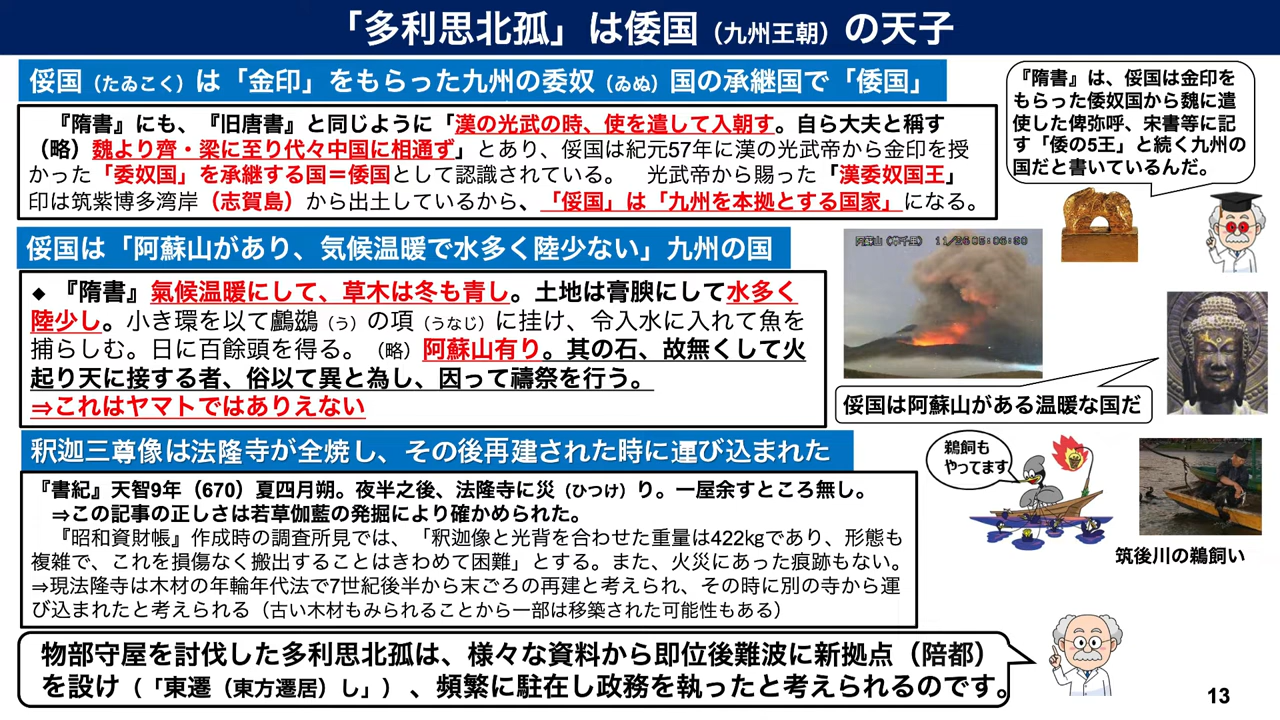 「多利思北孤」は倭国（九州王朝）の天子
俀国（たゐこく）は「金印」をもらった九州の委奴（ゐぬ）国の承継国で「倭国」
『隋書』にも、『旧唐書』と同じように「漢の光武の時、使を遣して入朝す。自ら大夫と稱す
（略）魏より齊・梁に至り代々中国に相通ず」とあり、俀国は紀元57年に漢の光武帝から金印を授
かった「委奴国」を承継する国＝倭国として認識されている。　光武帝から賜った「漢委奴国王」
印は筑紫博多湾岸（志賀島）から出土しているから、「俀国」は「九州を本拠とする国家」になる。
『隋書』は、俀国は金印を
もらった倭奴国から魏に遣
使した俾弥呼、宋書等に記
す「倭の5王」と続く九州の
国だと書いているんだ。
俀国は「阿蘇山があり、気候温暖で水多く陸少ない」九州の国
◆『隋書』氣候温暖にして、草木は冬も青し。土地は膏腴にして水多く
陸少し。小き環を以て鸕鷀（う）の項（うなじ）に挂け、令入水に入れて魚を
捕らしむ。日に百餘頭を得る。（略）阿蘇山有り。其の石、故無くして火
起り天に接する者、俗以て異と為し、因って禱祭を行う。
⇒これはヤマトではありえない
阿蘇山（草千里）
俀国は阿蘇山がある温暖な国だ
釈迦三尊像は法隆寺が全焼し、その後再建された時に運び込まれた
『書紀』天智9年（670）夏四月朔。夜半之後、法隆寺に災（ひつけ）り。一屋余すところ無し。
⇒この記事の正しさは若草伽藍の発掘により確かめられた。
『昭和資財帳』作成時の調査所見では、「釈迦像と光背を合わせた重量は422kgであり、形態も
複雑で、これを損傷なく搬出することはきわめて困難」とする。また、火災にあった痕跡もない。
⇒現法隆寺は木材の年輪年代法で7世紀後半から末ごろの再建と考えられ、その時に別の寺から運
び込まれたと考えられる（古い木材もみられることから一部は移築された可能性もある）
鵜飼も
やってます
筑後川の鵜飼い
物部守屋を討伐した多利思北孤は、様々な資料から即位後難波に新拠点（陪都）
を設け（「東遷（東方遷居）し」）、頻繁に駐在し政務を執ったと考えられるのです。
13